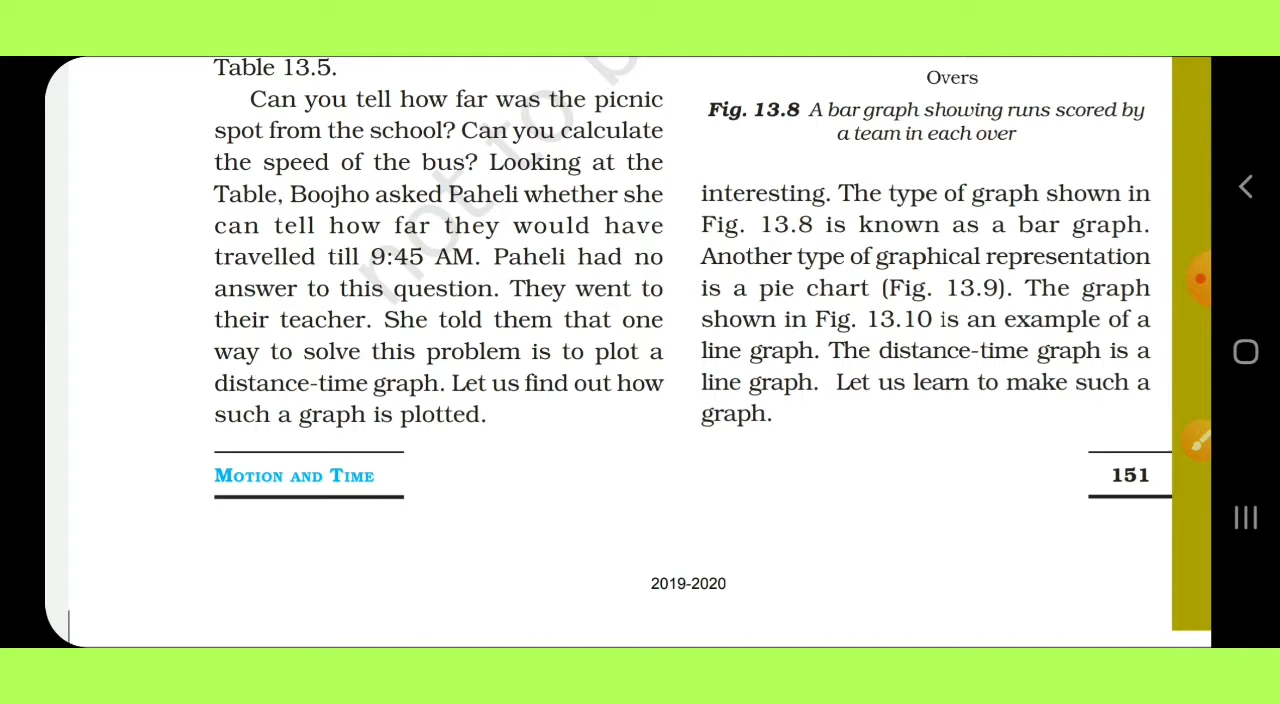 Table 13.5.
Can you tell how far was the picnic
spot from the school? Can you calculate
the speed of the bus? Looking at the
Table, Boojho asked Paheli whether she
can tell how far they would have
travelled till 9:45 AM. Paheli had no
answer to this question. They went to
their teacher. She told them that one
way to solve this problem is to plot a
distance-time graph. Let us find out how
such a graph is plotted.
Overs
Fig. 13.8 A bar graph showing runs scored by
a team in each over
interesting. The type of graph shown in
Fig. 13.8 is known as a bar graph.
Another type of graphical representation
is a pie chart (Fig. 13.9). The graph
shown in Fig. 13.10 is an example of a
line graph. The distance-time graph is a
line graph. Let us learn to make such a
graph.
MOTION AND TIME
151
2019-2020
not to b